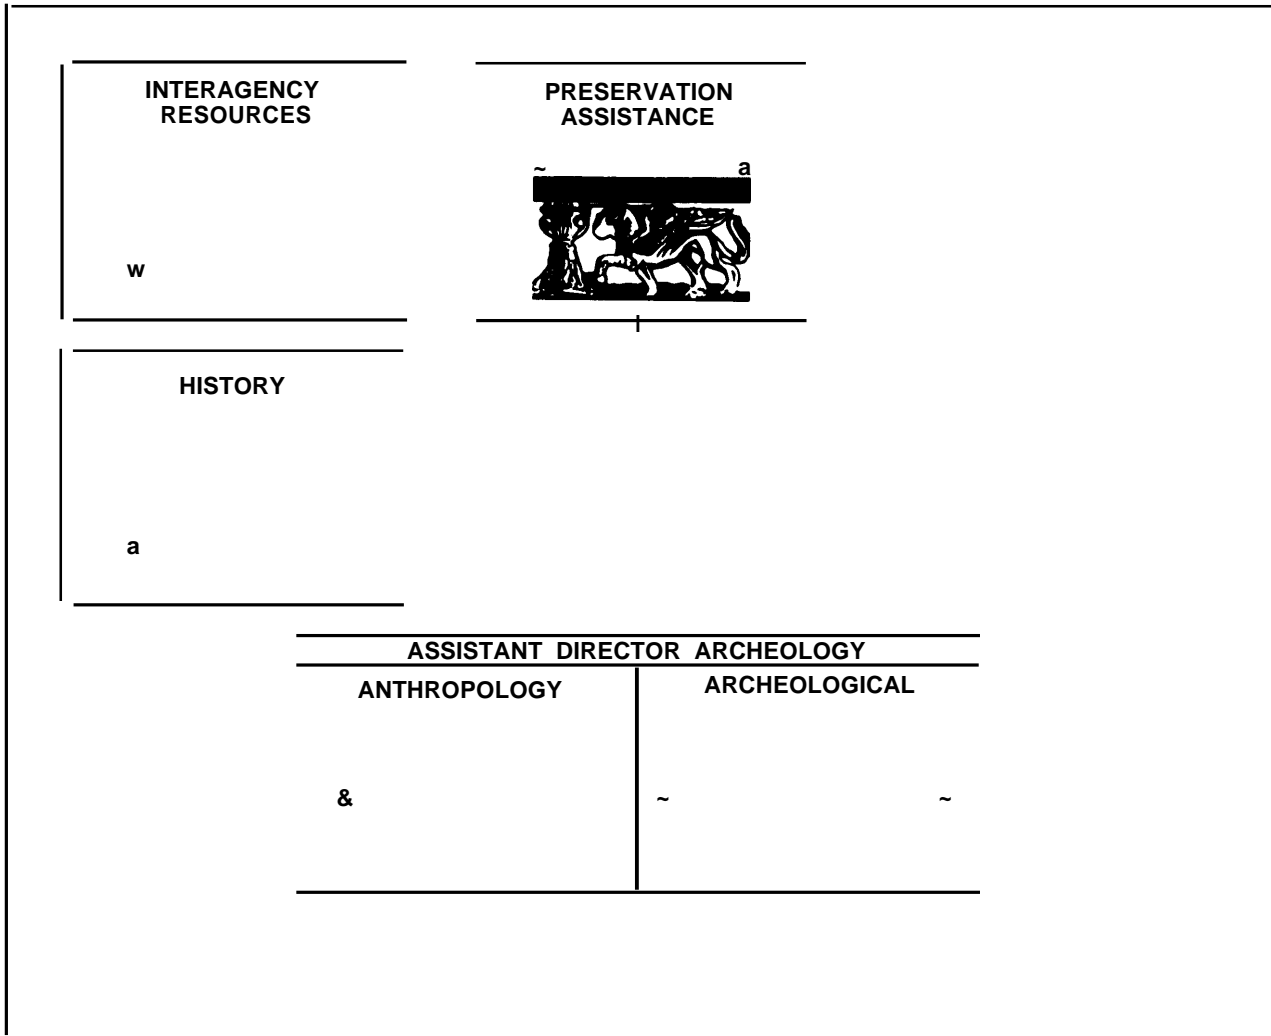 INTERAGENCY
RESOURCES
w
PRESERVATION
ASSISTANCE
~ a
HISTORY
a
ASSISTANT DIRECTOR ARCHEOLOGY
ANTHROPOLOGY
&
ARCHEOLOGICAL
~ ~